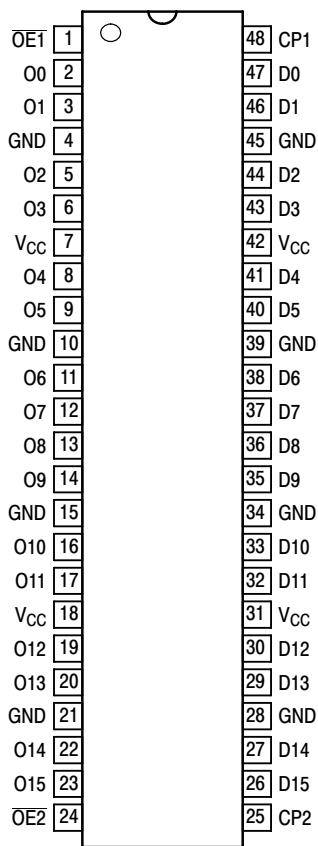 OE1 1 48 CP1
O0 2 47 D0
O1 3 46 D1
GND 4 45 GND
O2 5 44 D2
O3 6 43 D3
VCC 7 42 VCC
O4 8 41 D4
O5 9 40 D5
GND 10 39 GND
O6 11 38 D6
O7 12 37 D7
O8 13 36 D8
O9 14 35 D9
GND 15 34 GND
O10 16 33 D10
O11 17 32 D11
VCC 18 31 VCC
O12 19 30 D12
O13 20 29 D13
GND 21 28 GND
O14 22 27 D14
O15 23 26 D15
OE2 24 25 CP2